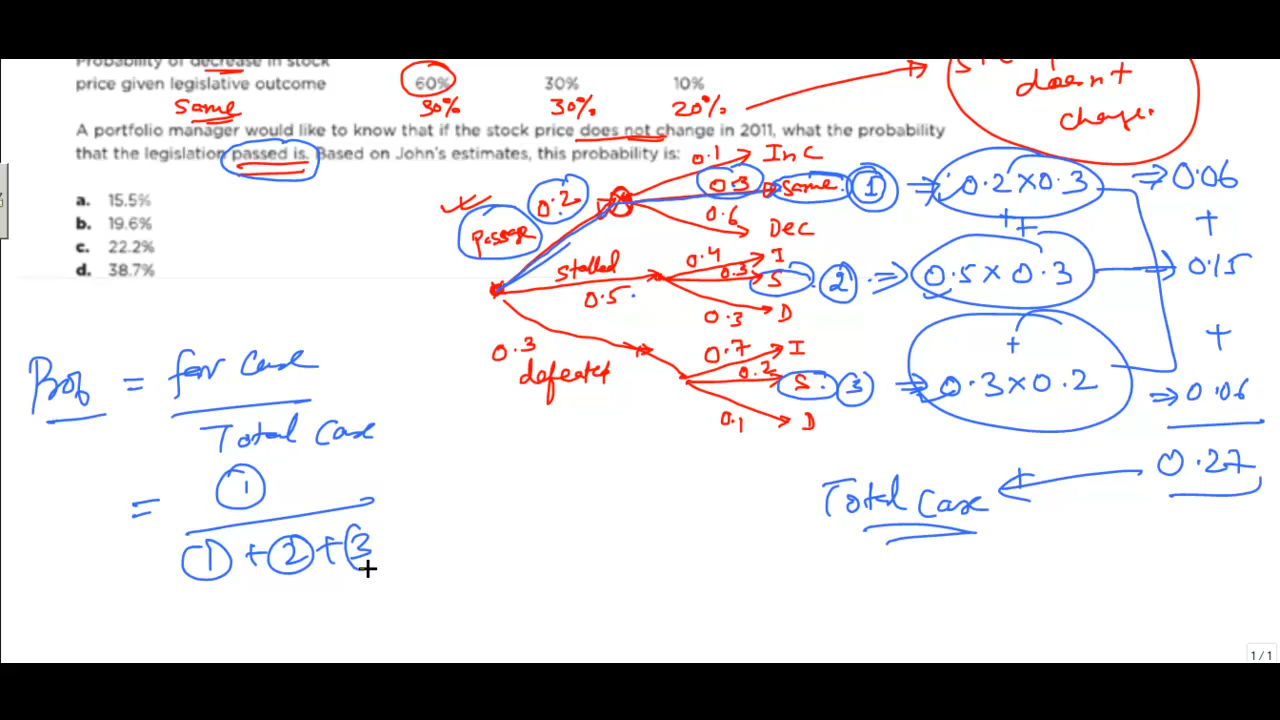 Probability of decrease in stock
price given legislative outcome 60% 30% 10%
Same 30% 30% 20%
doesn't
change.
A portfolio manager would like to know that if the stock price does not change in 2011, what the probability
that the legislation passed is. Based on John's estimates, this probability is:
a. 15.5%
b. 19.6%
c. 22.2%
d. 38.7%
0.1 Inc
passage 0.2 0.3 Same 1 ⇒ 0.2 × 0.3 ⇒ 0.06
0.6 Dec + +
Stalled 0.4 I
0.5 0.3 S 2 ⇒ 0.5 × 0.3 0.15
0.3 D + +
0.3 0.7 I
defeated 0.2 S 3 ⇒ 0.3 × 0.2 ⇒ 0.06
0.1 D
0.27
Total Case
Prob = fav case
Total Case
= 1
1 + 2 + 3
1 / 1